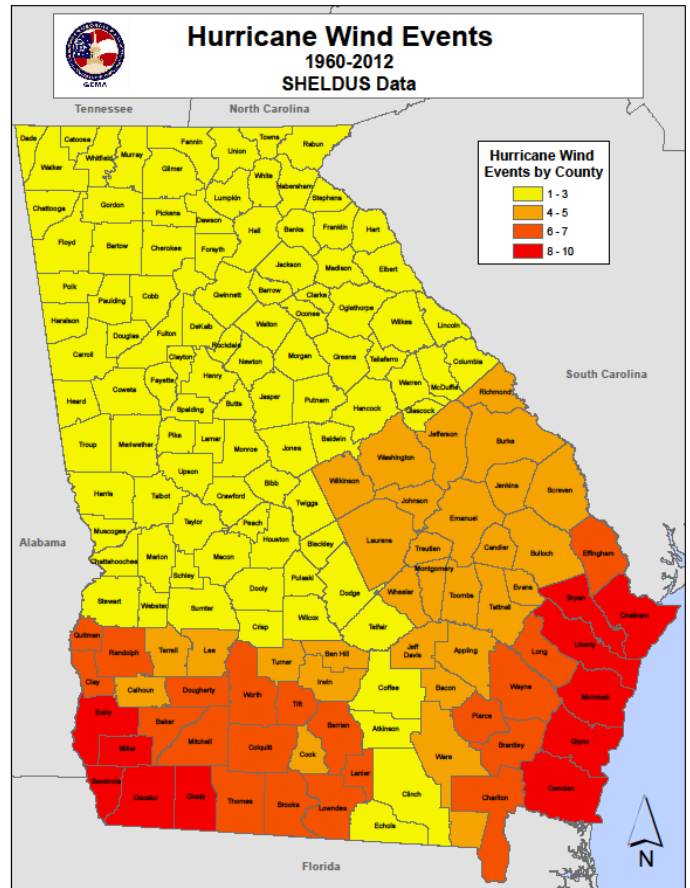 Hurricane Wind Events
1960-2012
SHELDUS Data
GEMA
Tennessee
North Carolina
Hurricane Wind
Events by County
1 - 3
4 - 5
6 - 7
8 - 10
South Carolina
Alabama
Florida
N
Dade
Catoosa
Whitfield
Murray
Fannin
Union
Towns
Rabun
Walker
Gilmer
White
Habersham
Stephens
Chattooga
Gordon
Pickens
Dawson
Lumpkin
Hall
Banks
Franklin
Hart
Floyd
Bartow
Cherokee
Forsyth
Jackson
Madison
Elbert
Polk
Paulding
Cobb
Gwinnett
Barrow
Clarke
Oconee
Oglethorpe
Wilkes
Lincoln
Haralson
Douglas
Fulton
DeKalb
Rockdale
Walton
Morgan
Greene
Taliaferro
Columbia
Carroll
Clayton
Newton
Warren
McDuffie
Heard
Coweta
Fayette
Henry
Spalding
Butts
Jasper
Putnam
Hancock
Glascock
Richmond
Troup
Meriwether
Pike
Lamar
Monroe
Jones
Baldwin
Washington
Jefferson
Burke
Upson
Bibb
Wilkinson
Harris
Talbot
Crawford
Twiggs
Johnson
Jenkins
Screven
Muscogee
Taylor
Peach
Houston
Bleckley
Laurens
Emanuel
Chattahoochee
Marion
Macon
Schley
Pulaski
Treutlen
Candler
Bulloch
Effingham
Stewart
Webster
Sumter
Dooly
Dodge
Wheeler
Montgomery
Toombs
Evans
Tattnall
Bryan
Chatham
Crisp
Wilcox
Telfair
Liberty
Quitman
Randolph
Terrell
Lee
Turner
Ben Hill
Jeff
Davis
Appling
Long
Clay
Calhoun
Dougherty
Worth
Tift
Irwin
Coffee
Bacon
Wayne
McIntosh
Early
Baker
Mitchell
Colquitt
Cook
Berrien
Atkinson
Pierce
Brantley
Glynn
Miller
Ware
Lanier
Clinch
Camden
Seminole
Decatur
Grady
Thomas
Brooks
Lowndes
Echols
Charlton